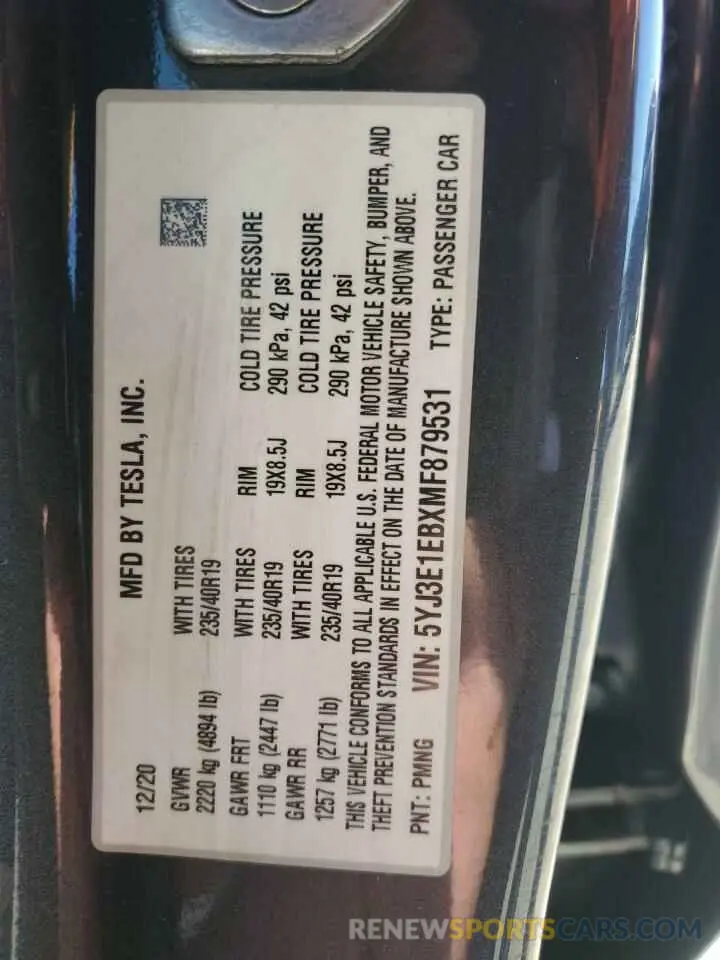 MFD BY TESLA, INC.
12/20
GVWR WITH TIRES
2220 kg (4894 lb) 235/40R19
GAWR FRT WITH TIRES RIM COLD TIRE PRESSURE
1110 kg (2447 lb) 235/40R19 19X8.5J 290 kPa, 42 psi
GAWR RR WITH TIRES RIM COLD TIRE PRESSURE
1257 kg (2771 lb) 235/40R19 19X8.5J 290 kPa, 42 psi
THIS VEHICLE CONFORMS TO ALL APPLICABLE U.S. FEDERAL MOTOR VEHICLE SAFETY, BUMPER, AND
THEFT PREVENTION STANDARDS IN EFFECT ON THE DATE OF MANUFACTURE SHOWN ABOVE.
PNT: PMNG VIN: 5YJ3E1EBXMF879531 TYPE: PASSENGER CAR
RENEWSPORTSCARS.COM